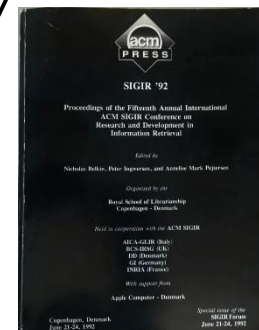 acm
PRESS
SIGIR '92
Proceedings of the Fifteenth Annual International
ACM SIGIR Conference on
Research and Development in
Information Retrieval
Edited by
Nicholas Belkin, Peter Ingwersen, and Annelise Mark Pejtersen
Organized by the
Royal School of Librarianship
Copenhagen - Denmark
Held in cooperation with the ACM SIGIR
AICA-GLIR (Italy)
BCS-IRSG (UK)
DD (Denmark)
GI (Germany)
INRIA (France)
With support from
Apple Computer - Denmark
Copenhagen, Denmark
June 21-24, 1992
Special issue of the
SIGIR Forum
June 21-24, 1992